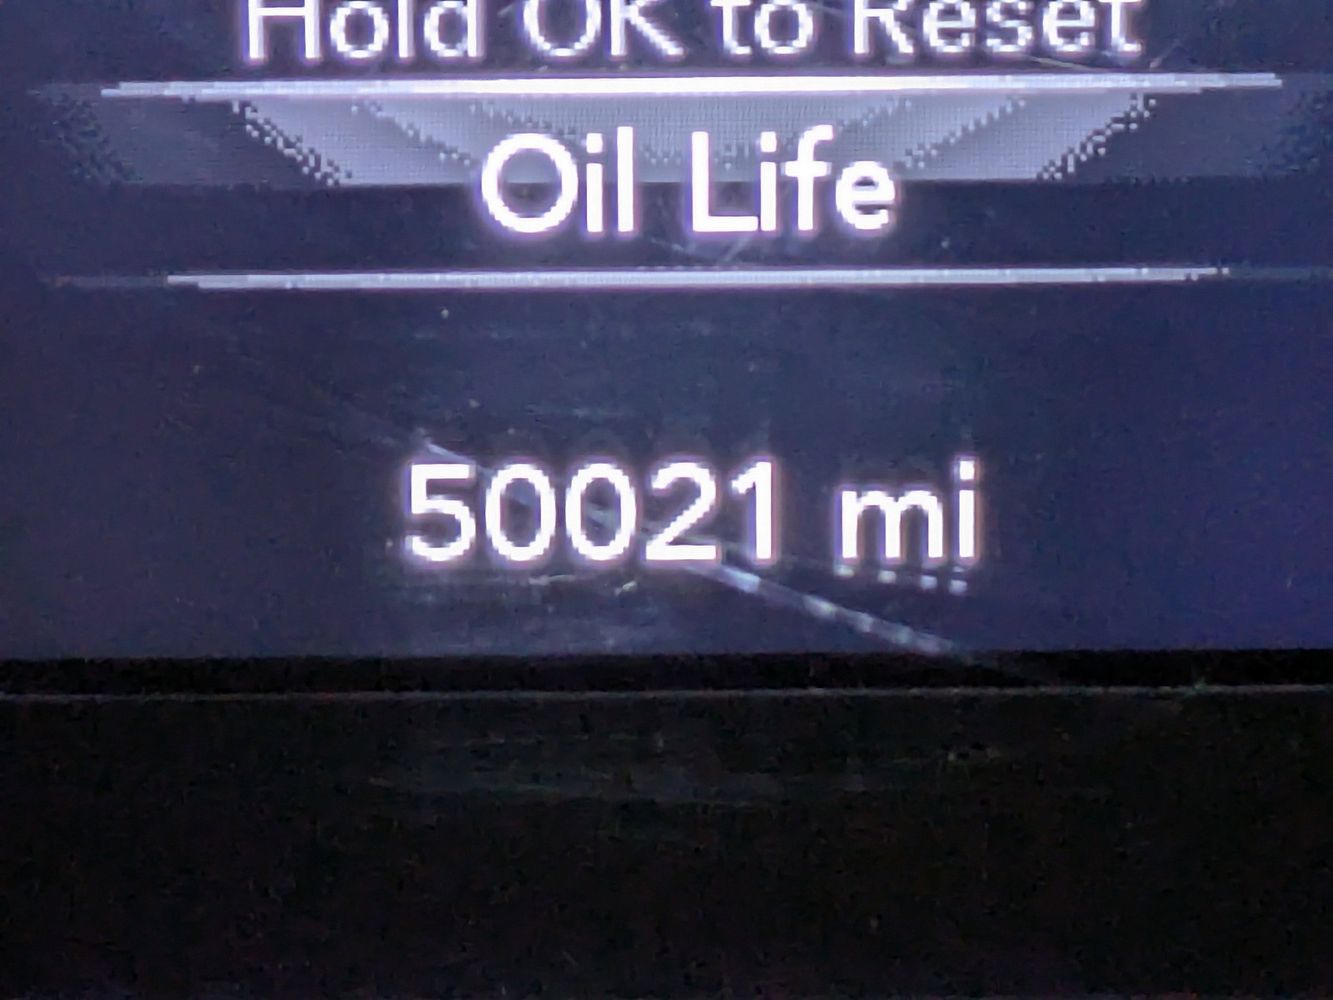 Hold OK to Reset
Oil Life
50021 mi